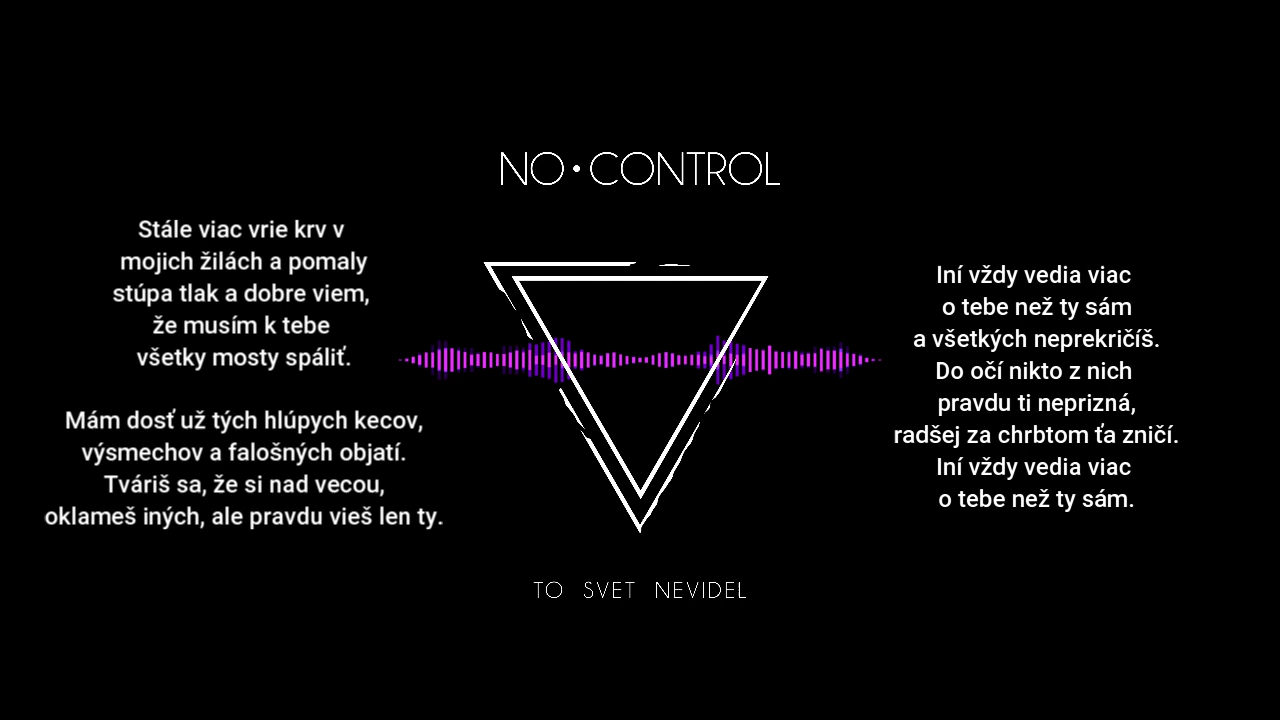 NO•CONTROL
Stále viac vrie krv v
mojich žilách a pomaly
stúpa tlak a dobre viem,
že musím k tebe
všetky mosty spáliť.
Mám dosť už tých hlúpych kecov,
výsmechov a falošných objatí.
Tváriš sa, že si nad vecou,
oklameš iných, ale pravdu vieš len ty.
Iní vždy vedia viac
o tebe než ty sám
a všetkých neprekričíš.
Do očí nikto z nich
pravdu ti neprizná,
radšej za chrbtom ťa zničí.
Iní vždy vedia viac
o tebe než ty sám.
TO SVET NEVIDEL